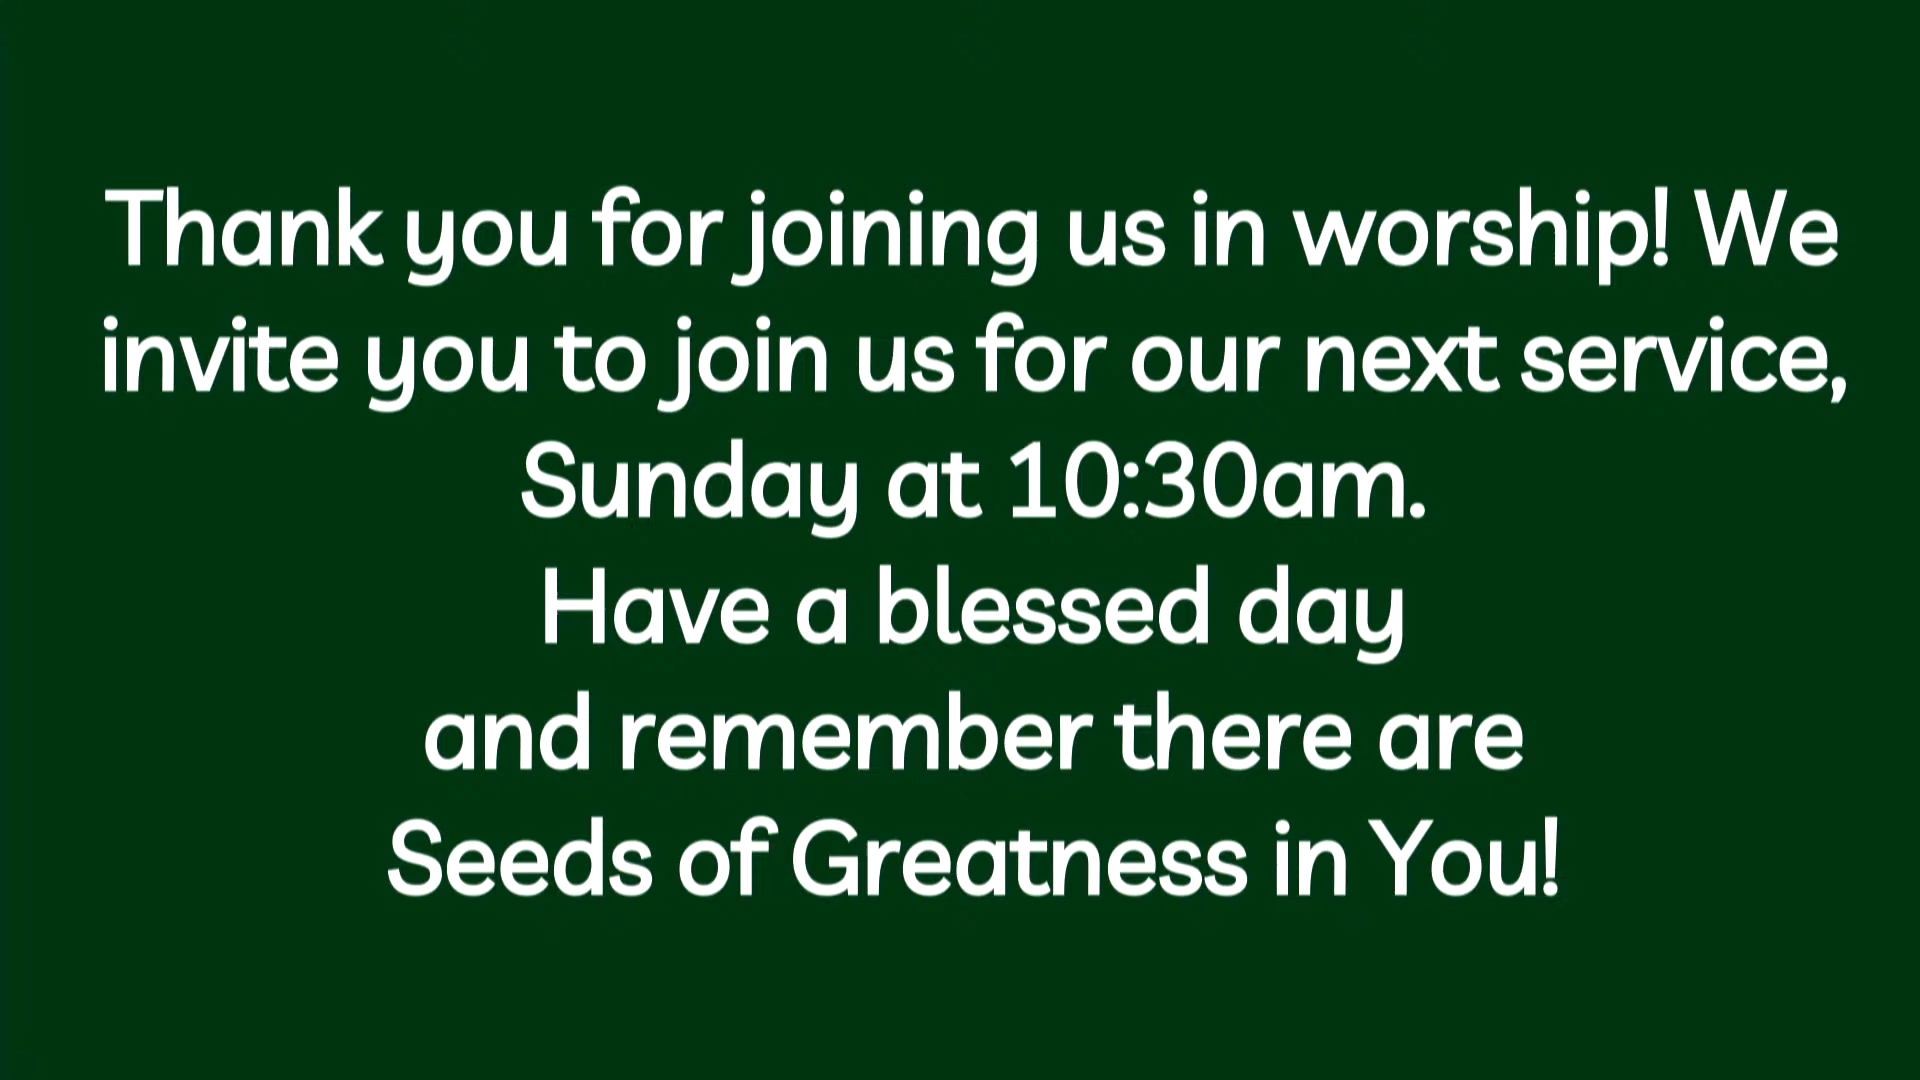 Thank you for joining us in worship! We
invite you to join us for our next service,
Sunday at 10:30am.
Have a blessed day
and remember there are
Seeds of Greatness in You!